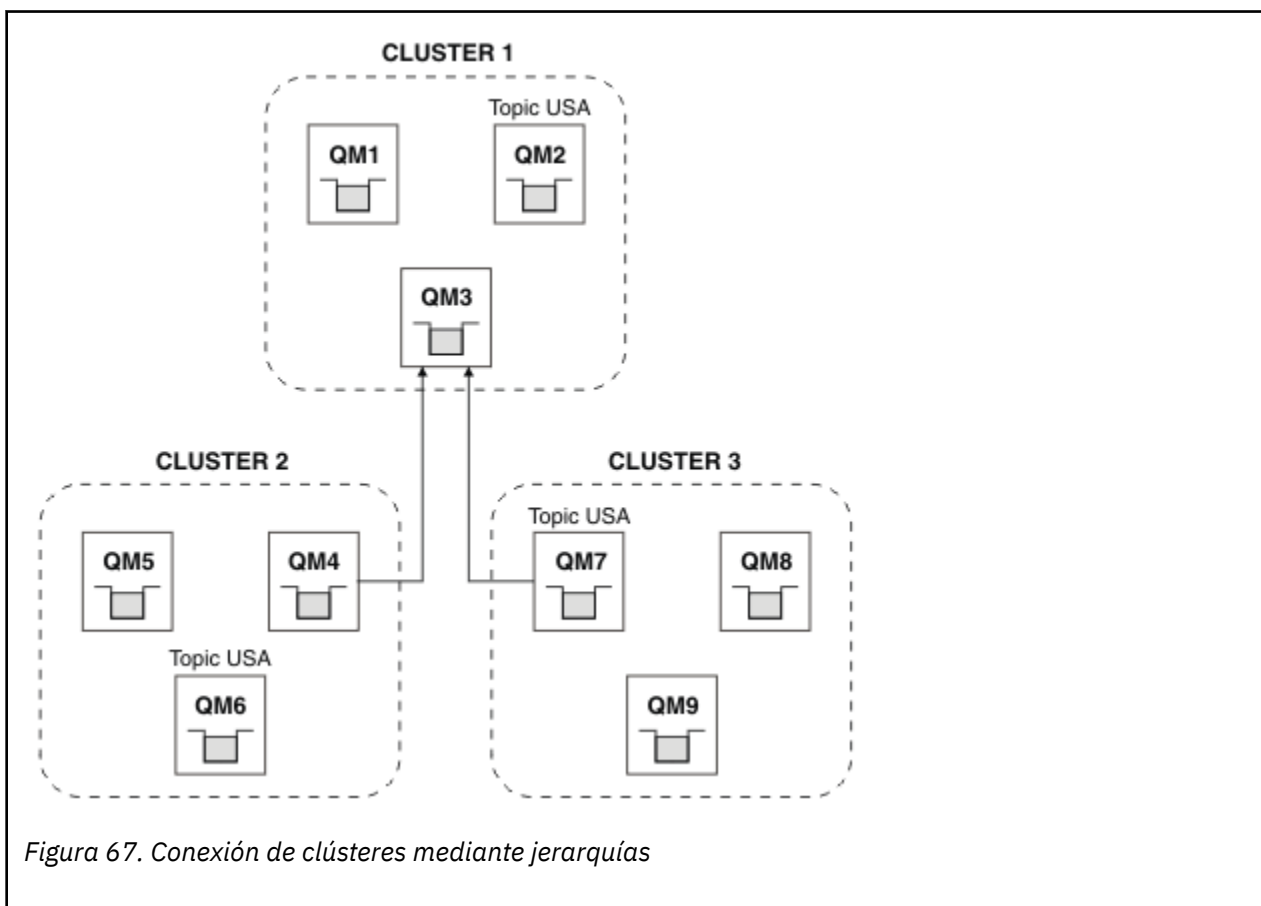 CLUSTER 1
Topic USA
QM1
QM2
QM3
CLUSTER 2
QM5
QM4
Topic USA
QM6
CLUSTER 3
Topic USA
QM7
QM8
QM9
Figura 67. Conexión de clústeres mediante jerarquías